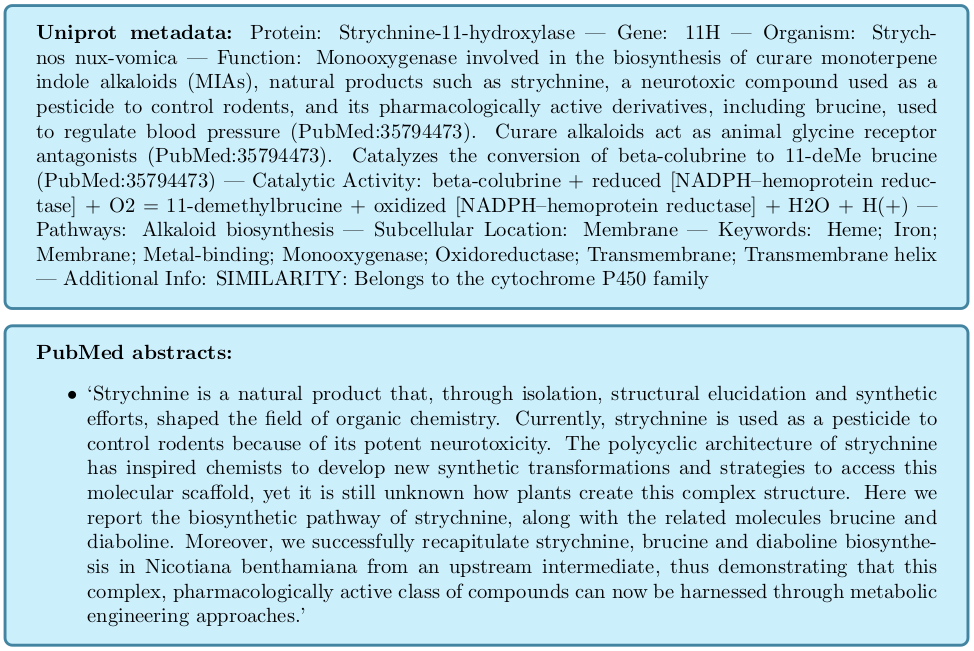 Uniprot metadata: Protein: Strychnine-11-hydroxylase — Gene: 11H — Organism: Strych-
nos nux-vomica — Function: Monooxygenase involved in the biosynthesis of curare monoterpene
indole alkaloids (MIAs), natural products such as strychnine, a neurotoxic compound used as a
pesticide to control rodents, and its pharmacologically active derivatives, including brucine, used
to regulate blood pressure (PubMed:35794473). Curare alkaloids act as animal glycine receptor
antagonists (PubMed:35794473). Catalyzes the conversion of beta-colubrine to 11-deMe brucine
(PubMed:35794473) — Catalytic Activity: beta-colubrine + reduced [NADPH–hemoprotein reduc-
tase] + O2 = 11-demethylbrucine + oxidized [NADPH–hemoprotein reductase] + H2O + H(+) —
Pathways: Alkaloid biosynthesis — Subcellular Location: Membrane — Keywords: Heme; Iron;
Membrane; Metal-binding; Monooxygenase; Oxidoreductase; Transmembrane; Transmembrane helix
— Additional Info: SIMILARITY: Belongs to the cytochrome P450 family
PubMed abstracts:
• ‘Strychnine is a natural product that, through isolation, structural elucidation and synthetic
efforts, shaped the field of organic chemistry. Currently, strychnine is used as a pesticide to
control rodents because of its potent neurotoxicity. The polycyclic architecture of strychnine
has inspired chemists to develop new synthetic transformations and strategies to access this
molecular scaffold, yet it is still unknown how plants create this complex structure. Here we
report the biosynthetic pathway of strychnine, along with the related molecules brucine and
diaboline. Moreover, we successfully recapitulate strychnine, brucine and diaboline biosynthe-
sis in Nicotiana benthamiana from an upstream intermediate, thus demonstrating that this
complex, pharmacologically active class of compounds can now be harnessed through metabolic
engineering approaches.’